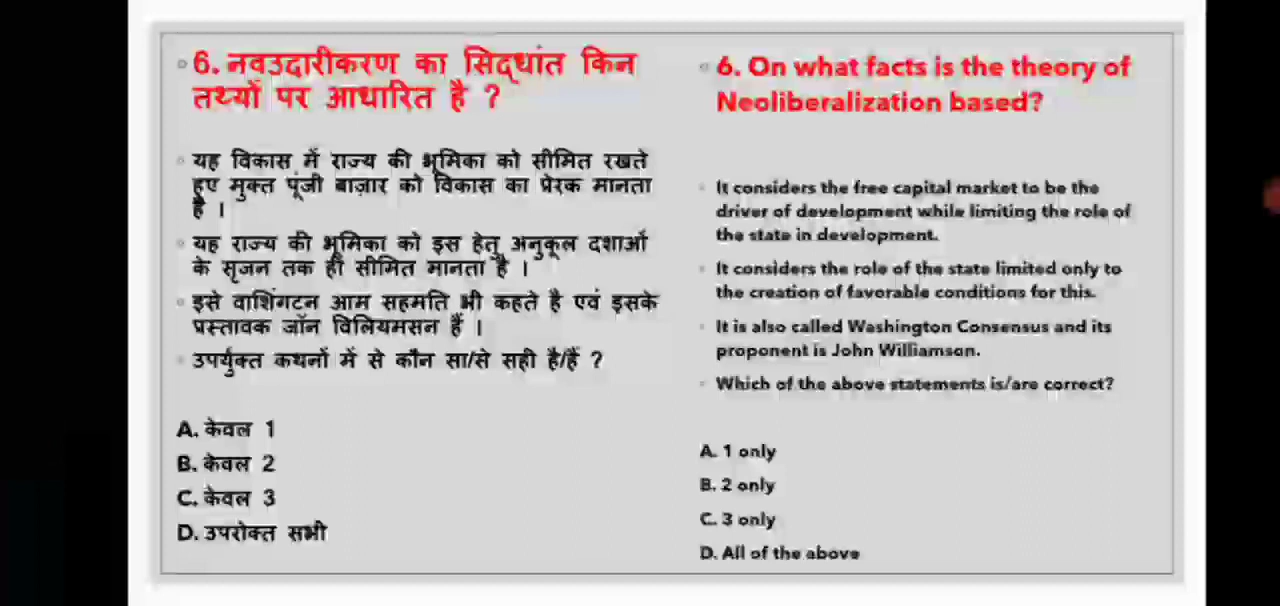 6. नवउदारीकरण का सिद्धांत किन
तथ्यों पर आधारित है ?
यह विकास में राज्य की भूमिका को सीमित रखते
हुए मुक्त पूंजी बाज़ार को विकास का प्रेरक मानता
है ।
यह राज्य की भूमिका को इस हेतु अनुकूल दशाओं
के सृजन तक ही सीमित मानता है ।
इसे वाशिंगटन आम सहमति भी कहते है एवं इसके
प्रस्तावक जॉन विलियमसन हैं ।
उपर्युक्त कथनों में से कौन सा/से सही है/हैं ?
A. केवल 1
B. केवल 2
C. केवल 3
D. उपरोक्त सभी
6. On what facts is the theory of
Neoliberalization based?
It considers the free capital market to be the
driver of development while limiting the role of
the state in development.
It considers the role of the state limited only to
the creation of favorable conditions for this.
It is also called Washington Consensus and its
proponent is John Williamson.
Which of the above statements is/are correct?
A. 1 only
B. 2 only
C. 3 only
D. All of the above